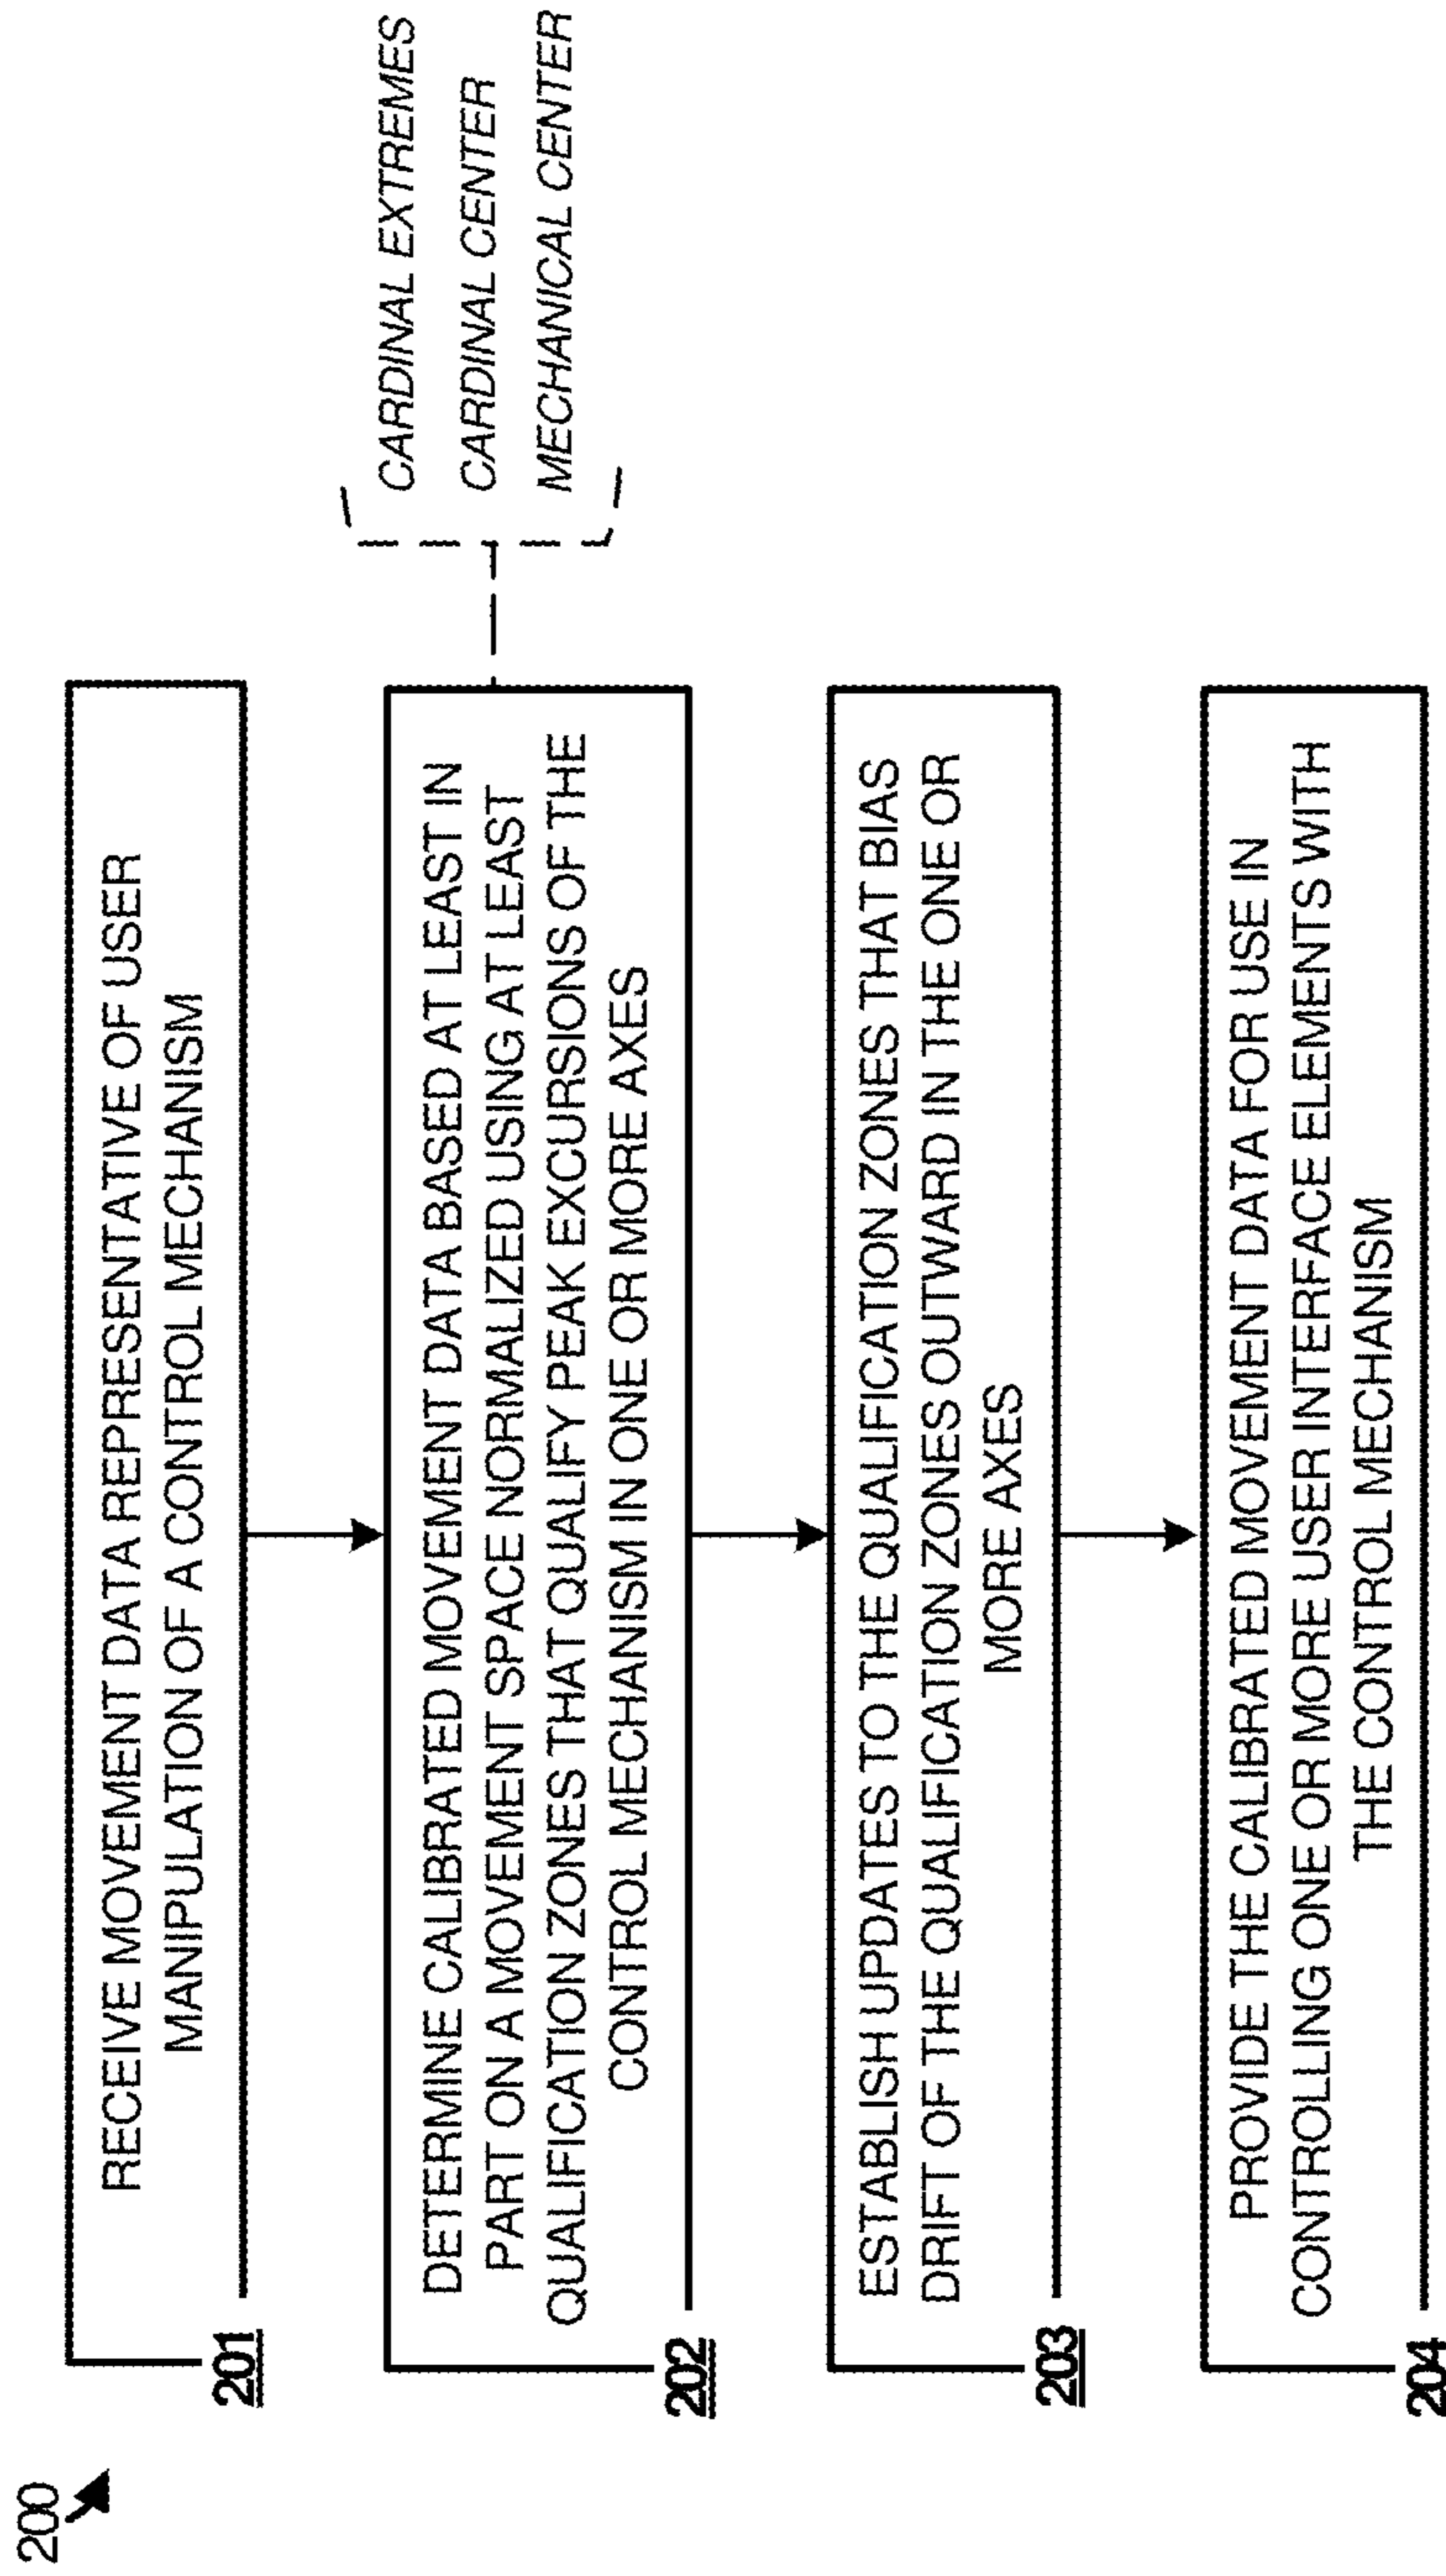 200
RECEIVE MOVEMENT DATA REPRESENTATIVE OF USER
MANIPULATION OF A CONTROL MECHANISM
201
DETERMINE CALIBRATED MOVEMENT DATA BASED AT LEAST IN
PART ON A MOVEMENT SPACE NORMALIZED USING AT LEAST
QUALIFICATION ZONES THAT QUALIFY PEAK EXCURSIONS OF THE
CONTROL MECHANISM IN ONE OR MORE AXES
202
CARDINAL EXTREMES
CARDINAL CENTER
MECHANICAL CENTER
ESTABLISH UPDATES TO THE QUALIFICATION ZONES THAT BIAS
DRIFT OF THE QUALIFICATION ZONES OUTWARD IN THE ONE OR
MORE AXES
203
PROVIDE THE CALIBRATED MOVEMENT DATA FOR USE IN
CONTROLLING ONE OR MORE USER INTERFACE ELEMENTS WITH
THE CONTROL MECHANISM
204